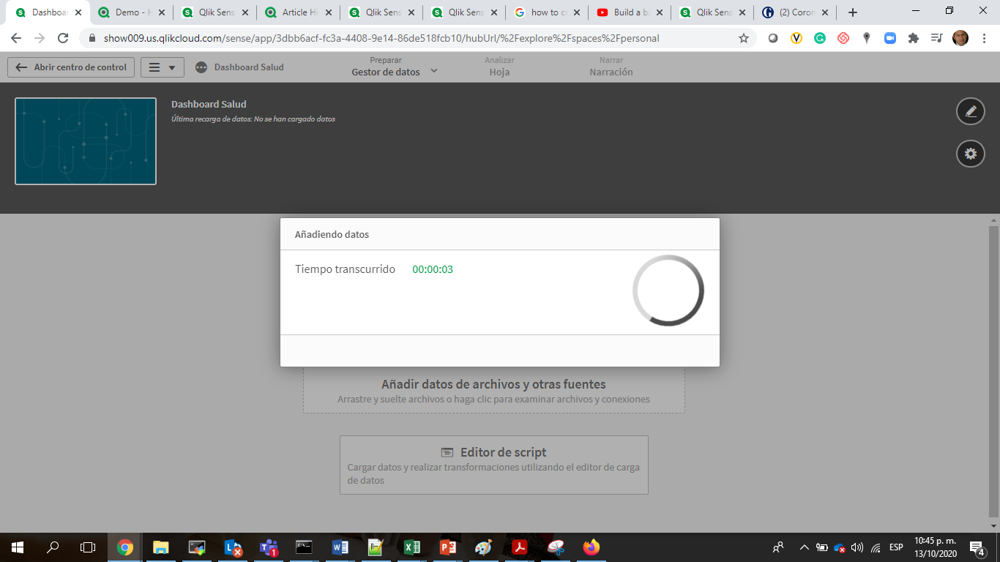 Dashboa
Demo - H
Qlik Sens
Article Hi
Qlik Sens
Qlik Sens
how to cr
Build a ba
Qlik Sens
(2) Coron
show009.us.qlikcloud.com/sense/app/3dbb6acf-fc3a-4408-9e14-86de518fcb10/hubUrl/%2Fexplore%2Fspaces%2Fpersonal
Abrir centro de control
Dashboard Salud
Preparar
Gestor de datos
Analizar
Hoja
Narrar
Narración
Dashboard Salud
Última recarga de datos: No se han cargado datos
Añadiendo datos
Tiempo transcurrido 00:00:03
Añadir datos de archivos y otras fuentes
Arrastre y suelte archivos o haga clic para examinar archivos y conexiones
Editor de script
Cargar datos y realizar transformaciones utilizando el editor de carga
de datos
ESP
10:45 p. m.
13/10/2020
4